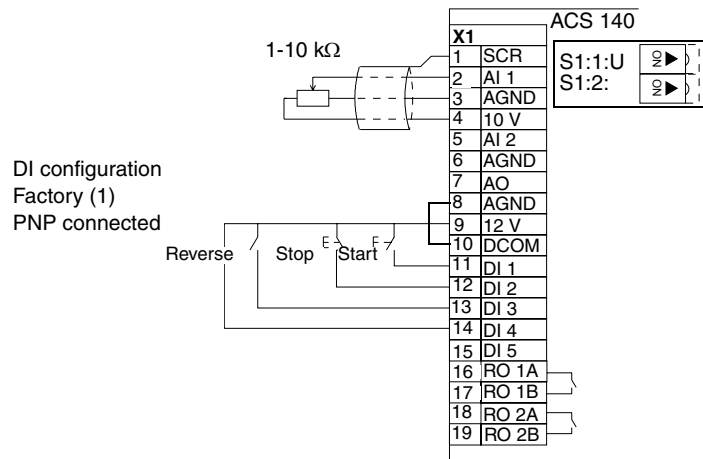 ACS 140
X1
1-10 kΩ
1 SCR
2 AI 1
3 AGND
4 10 V
5 AI 2
6 AGND
7 AO
8 AGND
9 12 V
10 DCOM
11 DI 1
12 DI 2
13 DI 3
14 DI 4
15 DI 5
16 RO 1A
17 RO 1B
18 RO 2A
19 RO 2B
S1:1:U
S1:2:
ON
ON
DI configuration
Factory (1)
PNP connected
Reverse
Stop
Start